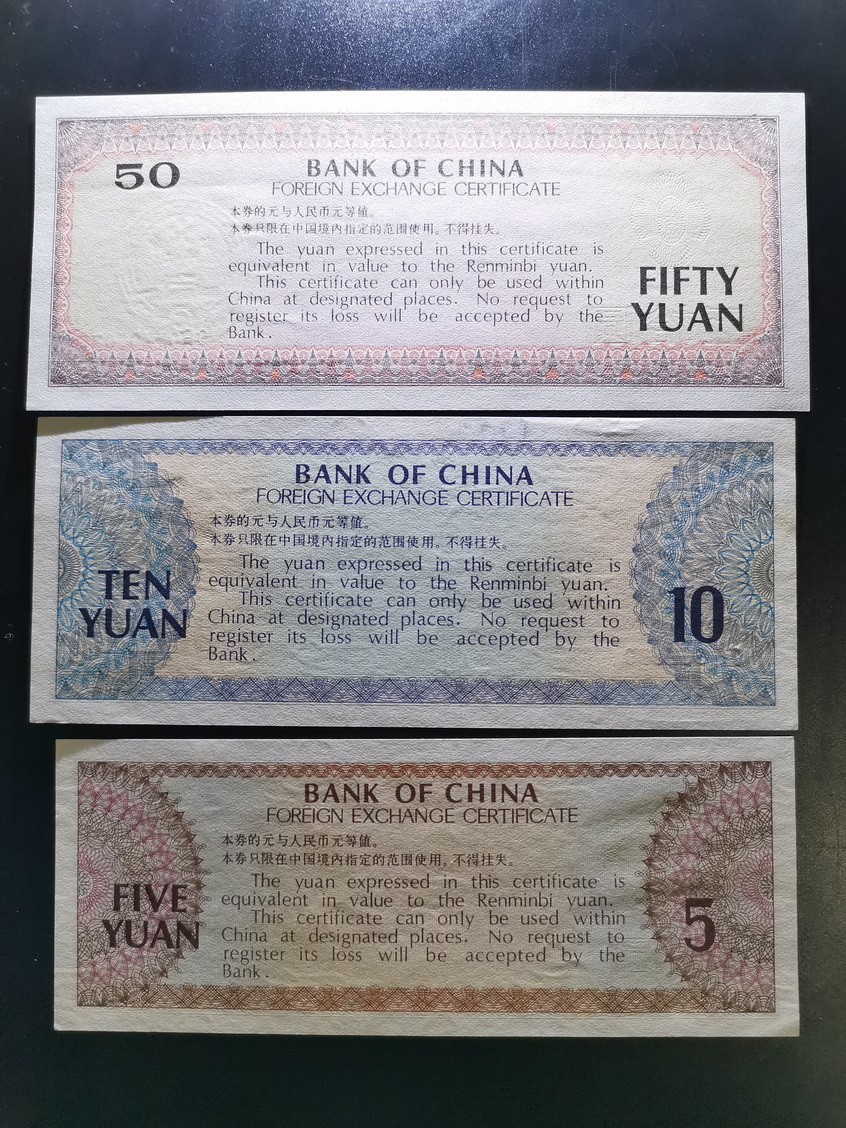 50
BANK OF CHINA
FOREIGN EXCHANGE CERTIFICATE
本券的元与人民币元等值。
本券只限在中国境内指定的范围使用。不得挂失。
The yuan expressed in this certificate is
equivalent in value to the Renminbi yuan.
This certificate can only be used within
China at designated places. No request to
register its loss will be accepted by the
Bank.
FIFTY
YUAN
BANK OF CHINA
FOREIGN EXCHANGE CERTIFICATE
本券的元与人民币元等值。
本券只限在中国境内指定的范围使用。不得挂失。
The yuan expressed in this certificate is
equivalent in value to the Renminbi yuan.
This certificate can only be used within
China at designated places. No request to
register its loss will be accepted by the
Bank.
TEN
YUAN
10
BANK OF CHINA
FOREIGN EXCHANGE CERTIFICATE
本券的元与人民币元等值。
本券只限在中国境内指定的范围使用。不得挂失。
The yuan expressed in this certificate is
equivalent in value to the Renminbi yuan.
This certificate can only be used within
China at designated places. No request to
register its loss will be accepted by the
Bank.
FIVE
YUAN
5